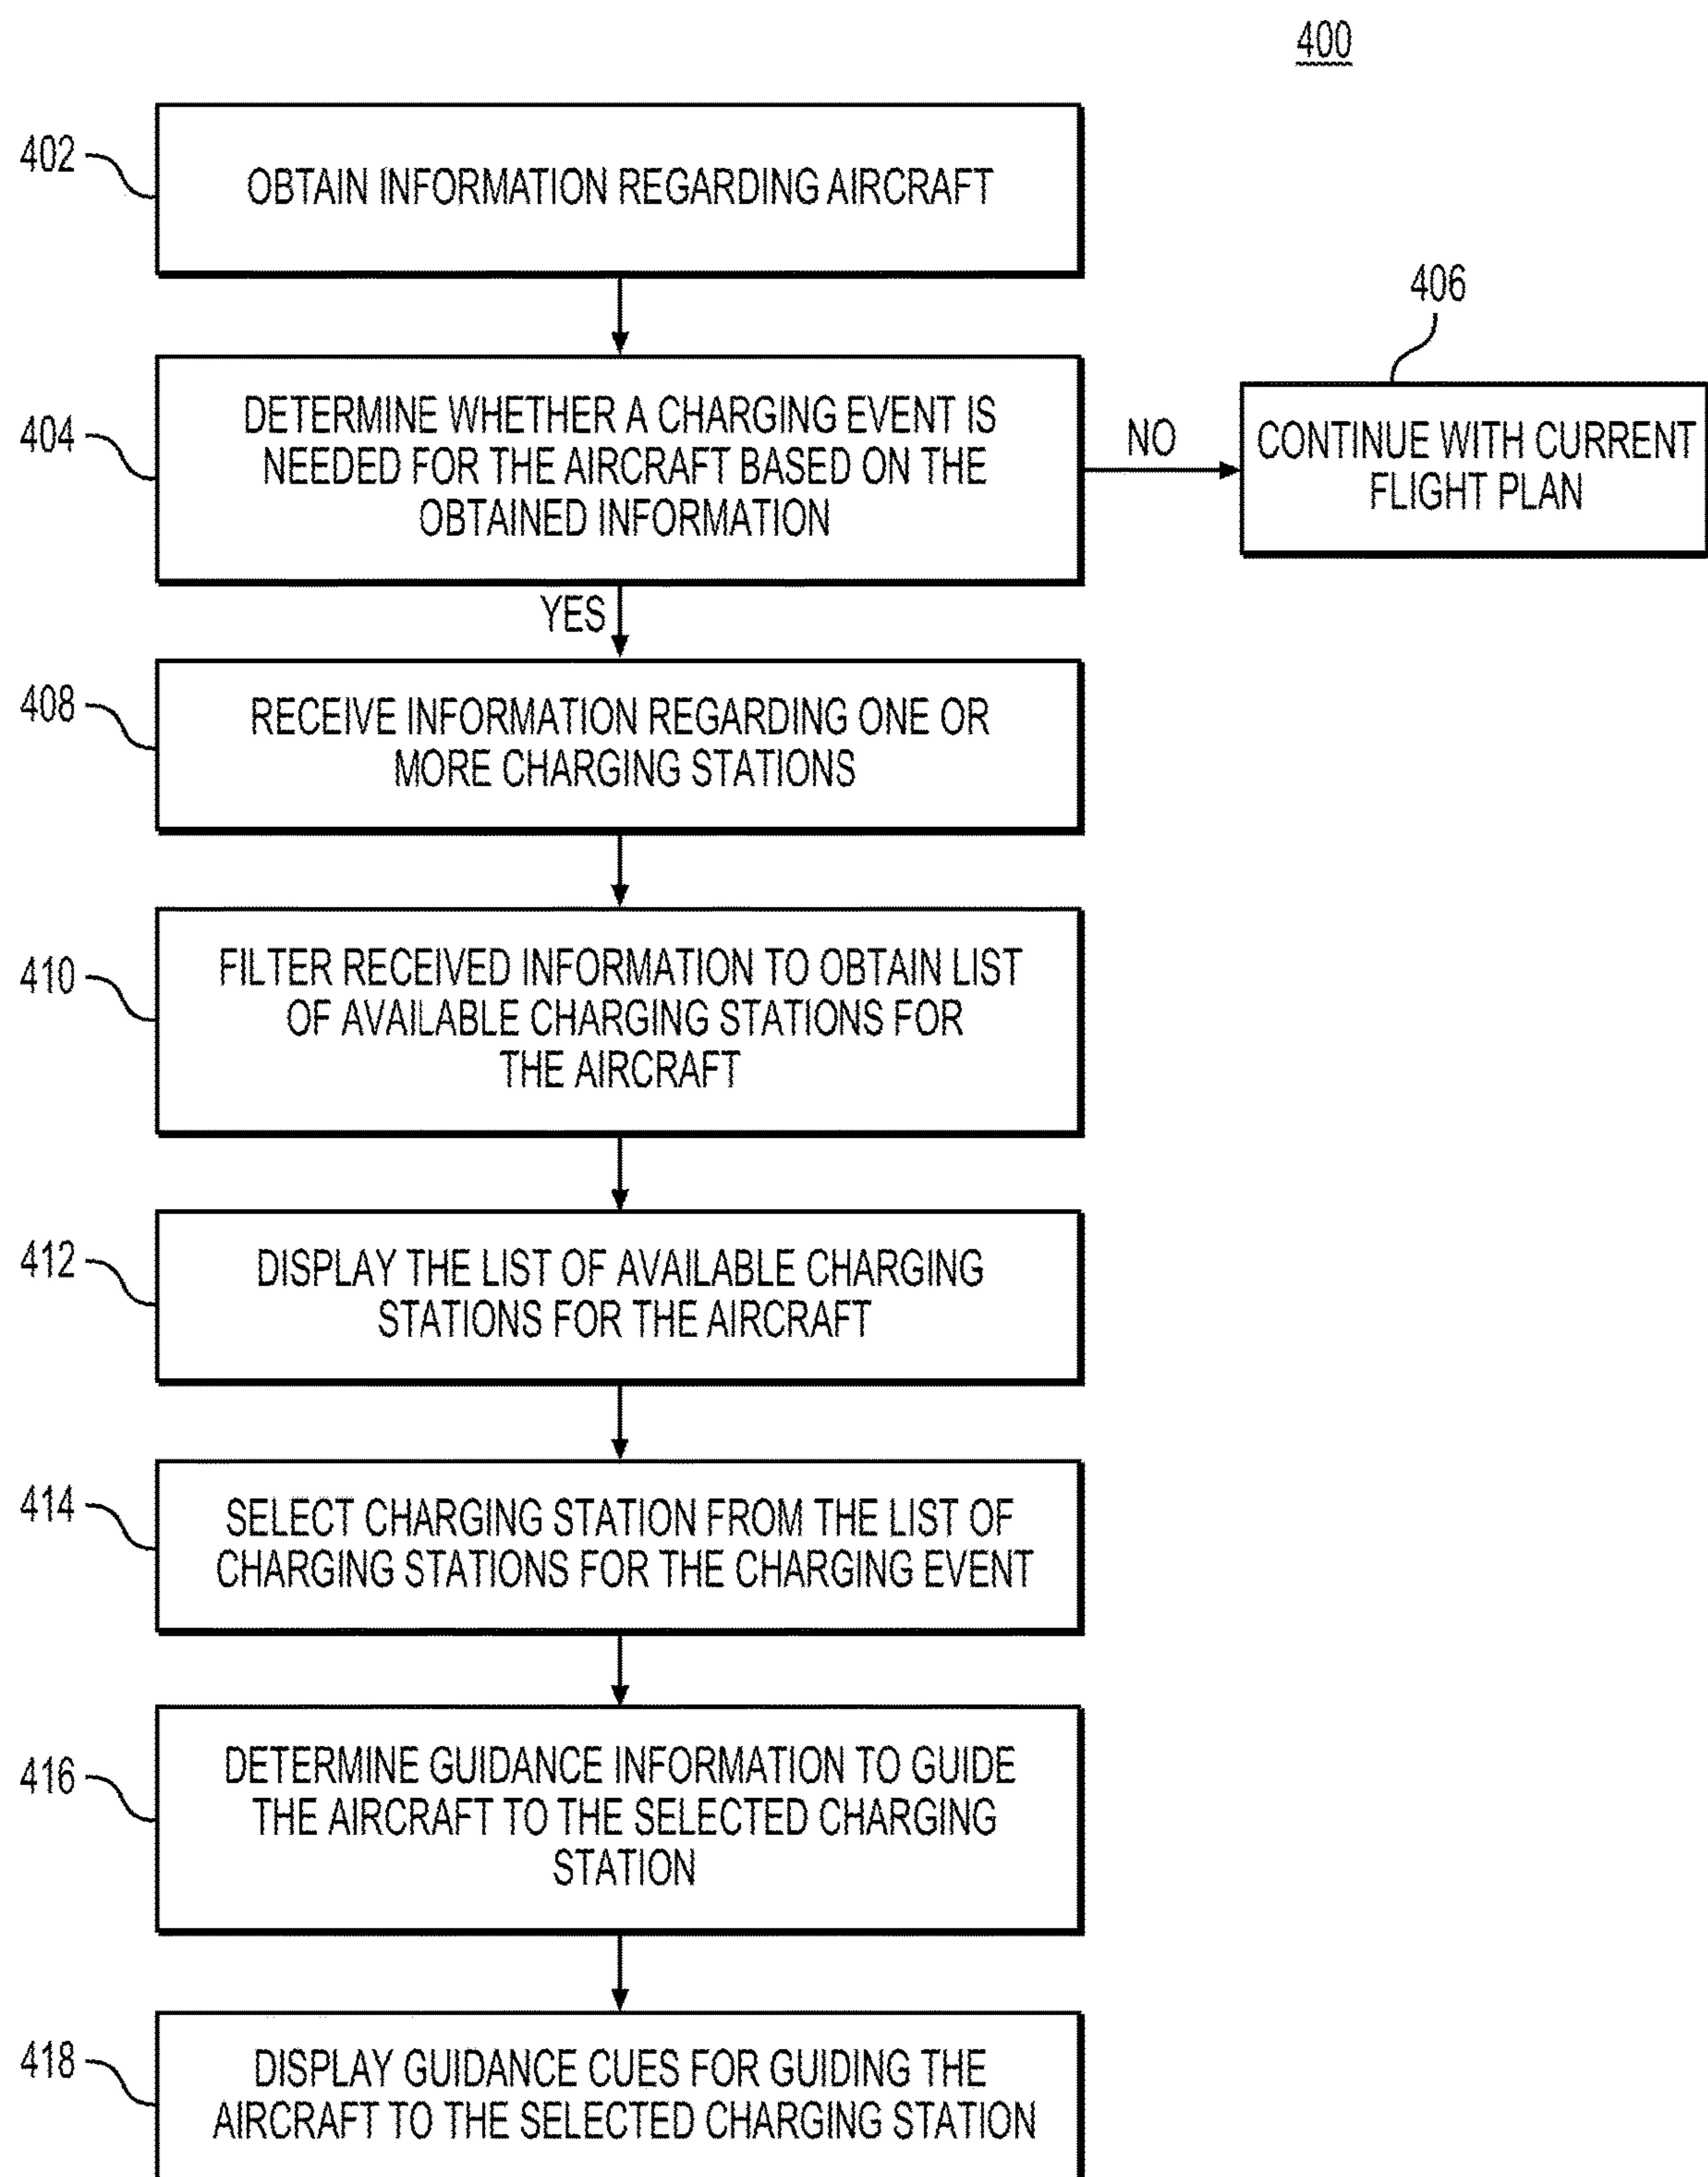 400
402
OBTAIN INFORMATION REGARDING AIRCRAFT
404
DETERMINE WHETHER A CHARGING EVENT IS
NEEDED FOR THE AIRCRAFT BASED ON THE
OBTAINED INFORMATION
NO
406
CONTINUE WITH CURRENT
FLIGHT PLAN
YES
408
RECEIVE INFORMATION REGARDING ONE OR
MORE CHARGING STATIONS
410
FILTER RECEIVED INFORMATION TO OBTAIN LIST
OF AVAILABLE CHARGING STATIONS FOR
THE AIRCRAFT
412
DISPLAY THE LIST OF AVAILABLE CHARGING
STATIONS FOR THE AIRCRAFT
414
SELECT CHARGING STATION FROM THE LIST OF
CHARGING STATIONS FOR THE CHARGING EVENT
416
DETERMINE GUIDANCE INFORMATION TO GUIDE
THE AIRCRAFT TO THE SELECTED CHARGING
STATION
418
DISPLAY GUIDANCE CUES FOR GUIDING THE
AIRCRAFT TO THE SELECTED CHARGING STATION